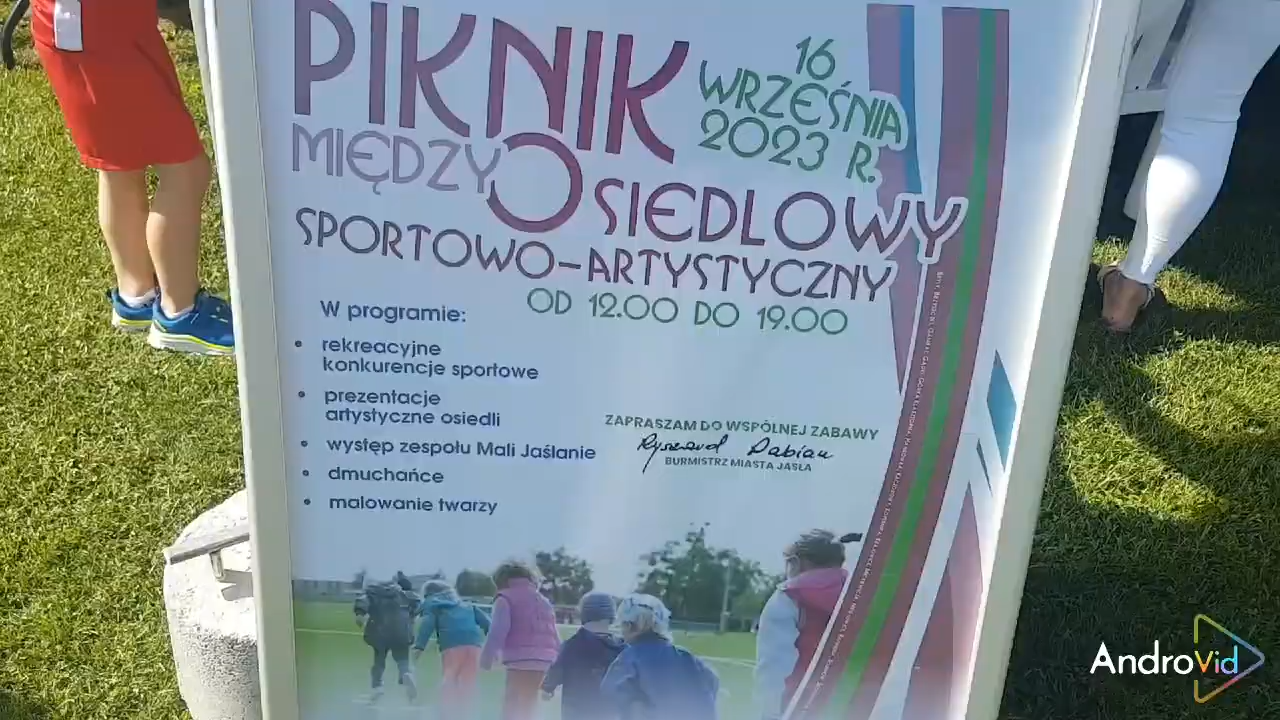 PIKNIK
16
WRZEŚNIA
2023 R.
MIĘDZYOSIEDLOWY
SPORTOWO-ARTYSTYCZNY
OD 12.00 DO 19.00
W programie:
• rekreacyjne
konkurencje sportowe
• prezentacje
artystyczne osiedli
• występ zespołu Mali Jaślanie
• dmuchańce
• malowanie twarzy
ZAPRASZAM DO WSPÓLNEJ ZABAWY
Ryszard Pabian
BURMISTRZ MIASTA JASŁA
AndroVid